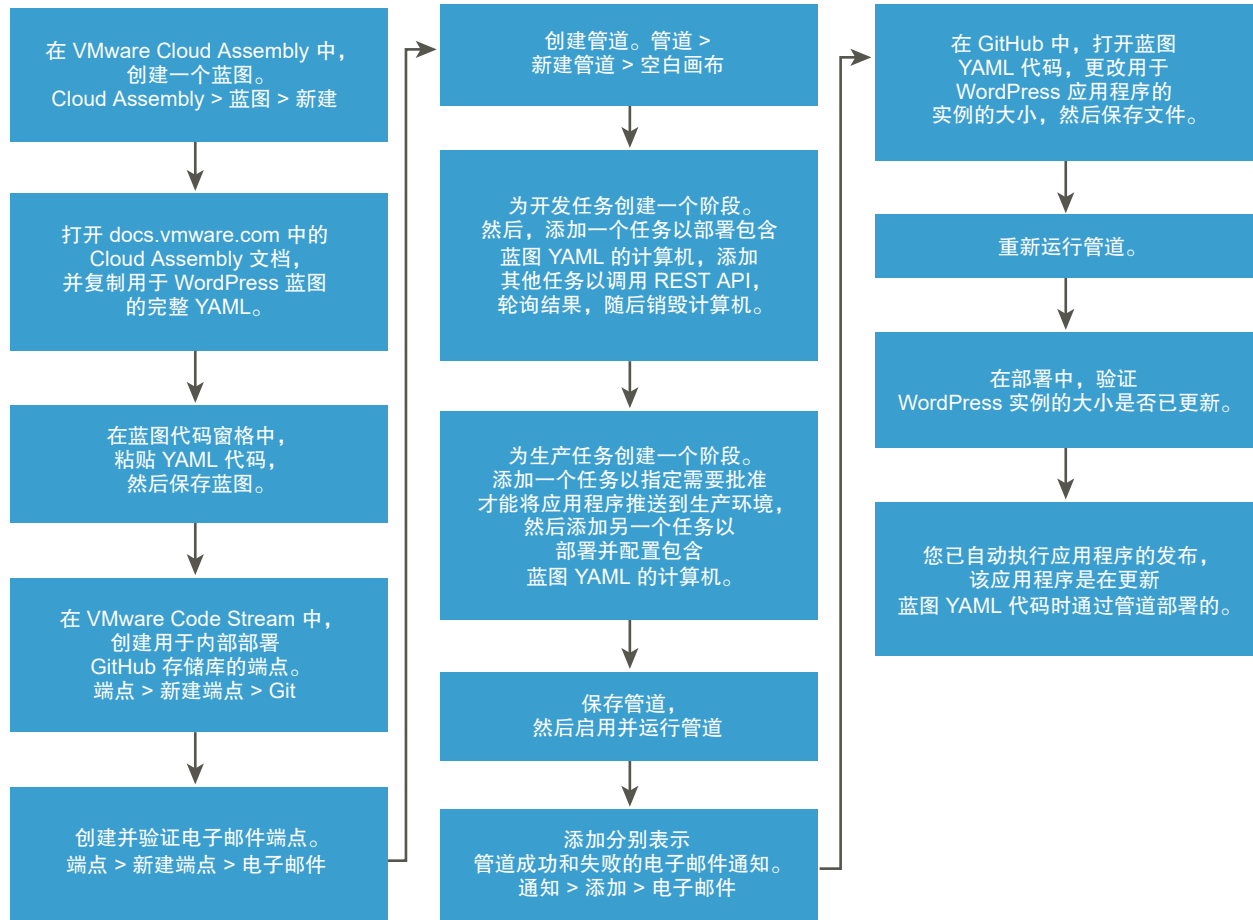 在 VMware Cloud Assembly 中，
创建一个蓝图。
Cloud Assembly > 蓝图 > 新建
打开 docs.vmware.com 中的
Cloud Assembly 文档，
并复制用于 WordPress 蓝图
的完整 YAML。
在蓝图代码窗格中，
粘贴 YAML 代码，
然后保存蓝图。
在 VMware Code Stream 中，
创建用于内部部署
GitHub 存储库的端点。
端点 > 新建端点 > Git
创建并验证电子邮件端点。
端点 > 新建端点 > 电子邮件
创建管道。管道 >
新建管道 > 空白画布
为开发任务创建一个阶段。
然后，添加一个任务以部署包含
蓝图 YAML 的计算机，添加
其他任务以调用 REST API，
轮询结果，随后销毁计算机。
为生产任务创建一个阶段。
添加一个任务以指定需要批准
才能将应用程序推送到生产环境，
然后添加另一个任务以
部署并配置包含
蓝图 YAML 的计算机。
保存管道，
然后启用并运行管道
添加分别表示
管道成功和失败的电子邮件通知。
通知 > 添加 > 电子邮件
在 GitHub 中，打开蓝图
YAML 代码，更改用于
WordPress 应用程序的
实例的大小，然后保存文件。
重新运行管道。
在部署中，验证
WordPress 实例的大小是否已更新。
您已自动执行应用程序的发布，
该应用程序是在更新
蓝图 YAML 代码时通过管道部署的。